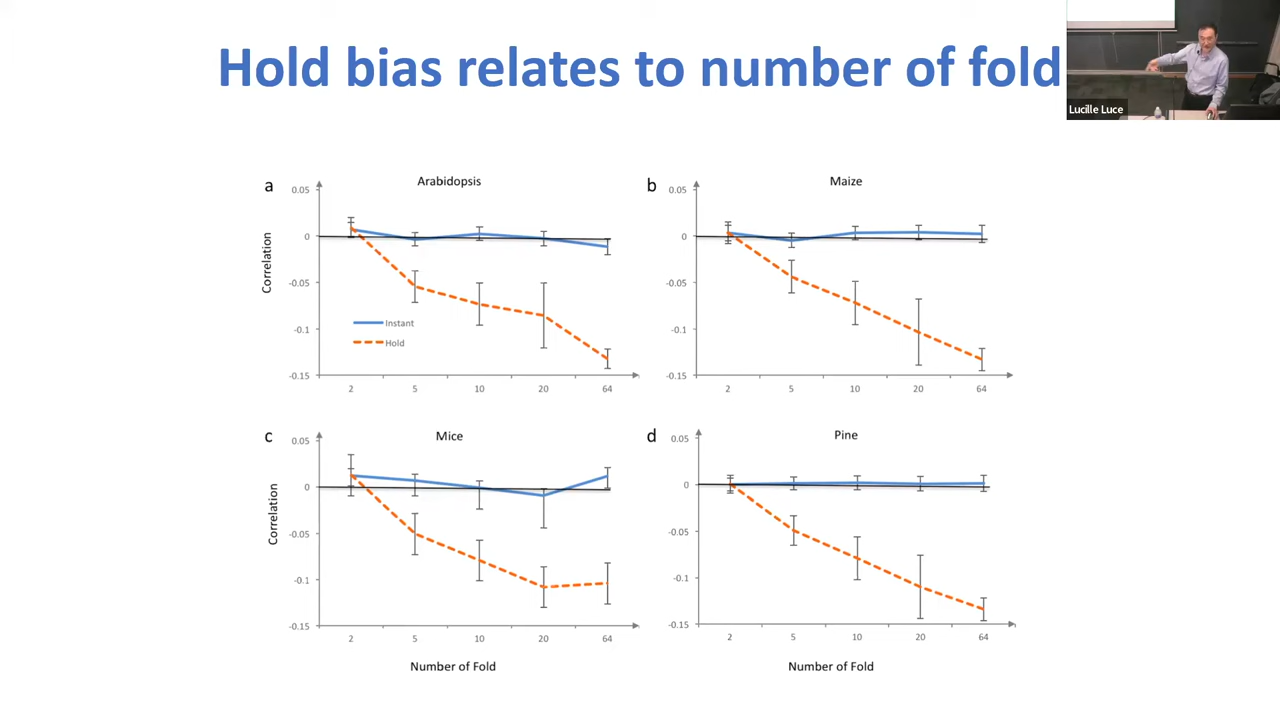 Hold bias relates to number of fold
Lucille Luce
a
Arabidopsis
0.05
0
-0.05
-0.1
-0.15
Correlation
Instant
Hold
2 5 10 20 64
b
Maize
0.05
0
-0.05
-0.1
-0.15
2 5 10 20 64
c
Mice
0.05
0
-0.05
-0.1
-0.15
Correlation
2 5 10 20 64
Number of Fold
d
Pine
0.05
0
-0.05
-0.1
-0.15
2 5 10 20 64
Number of Fold